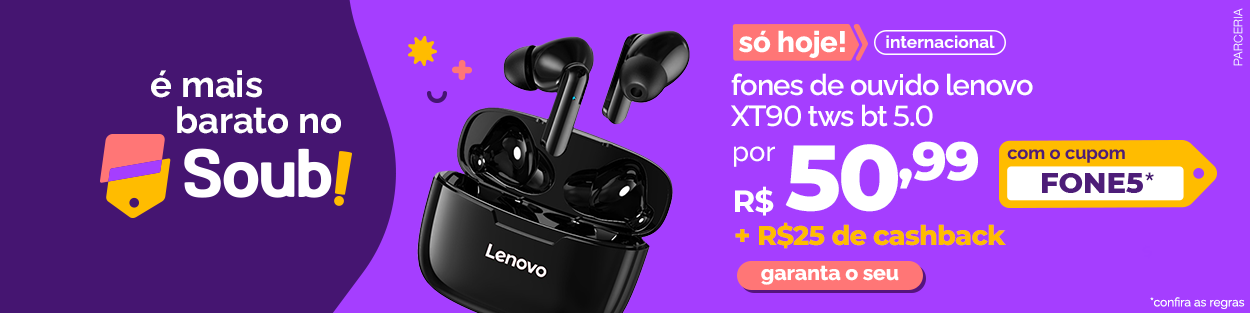 é mais
barato no
Soub!
Lenovo
só hoje!
internacional
fones de ouvido lenovo
XT90 tws bt 5.0
por
R$ 50,99
com o cupom
FONE5*
+ R$25 de cashback
garanta o seu
*confira as regras
PARCERIA